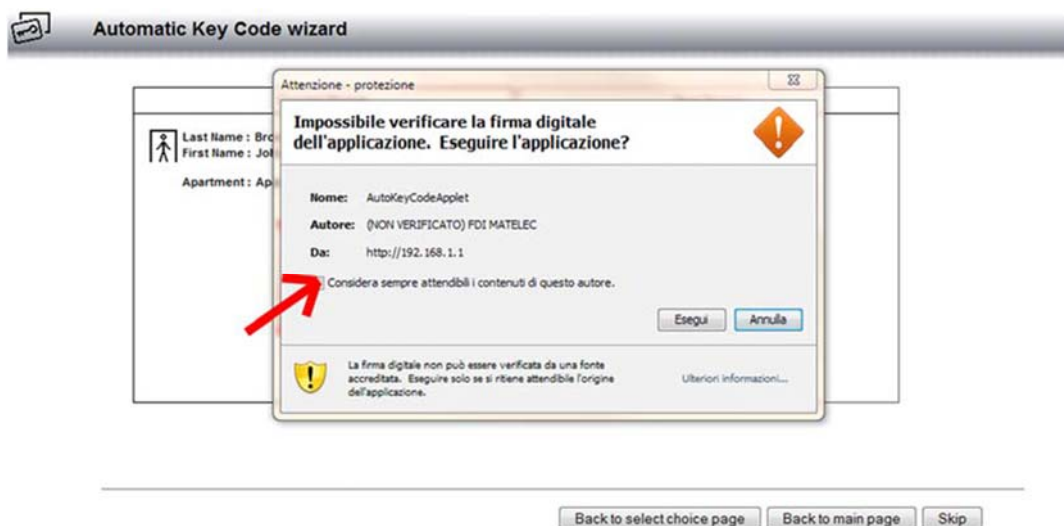 Automatic Key Code wizard
Attenzione - protezione
Impossibile verificare la firma digitale
dell'applicazione. Eseguire l'applicazione?
Last Name : Bro
First Name : Joh
Apartment : Ap
Nome: AutoKeyCodeApplet
Autore: (NON VERIFICATO) FDI MATELEC
Da: http://192.168.1.1
Considera sempre attendibili i contenuti di questo autore.
Esegui Annulla
La firma digitale non può essere verificata da una fonte
accreditata. Eseguire solo se si ritiene attendibile l'origine
dell'applicazione.
Ulteriori informazioni...
Back to select choice page Back to main page Skip